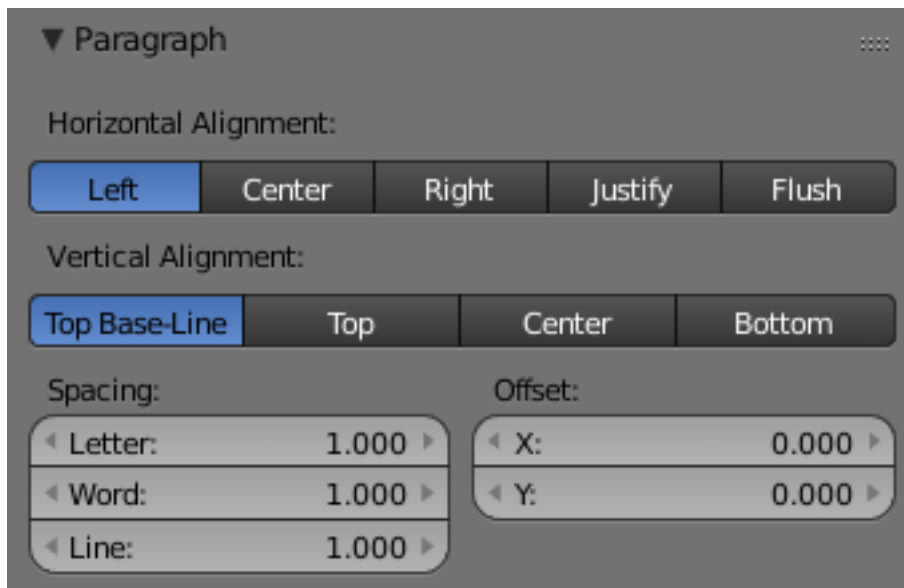 Paragraph
Horizontal Alignment:
Left Center Right Justify Flush
Vertical Alignment:
Top Base-Line Top Center Bottom
Spacing: Offset:
Letter: 1.000 X: 0.000
Word: 1.000 Y: 0.000
Line: 1.000